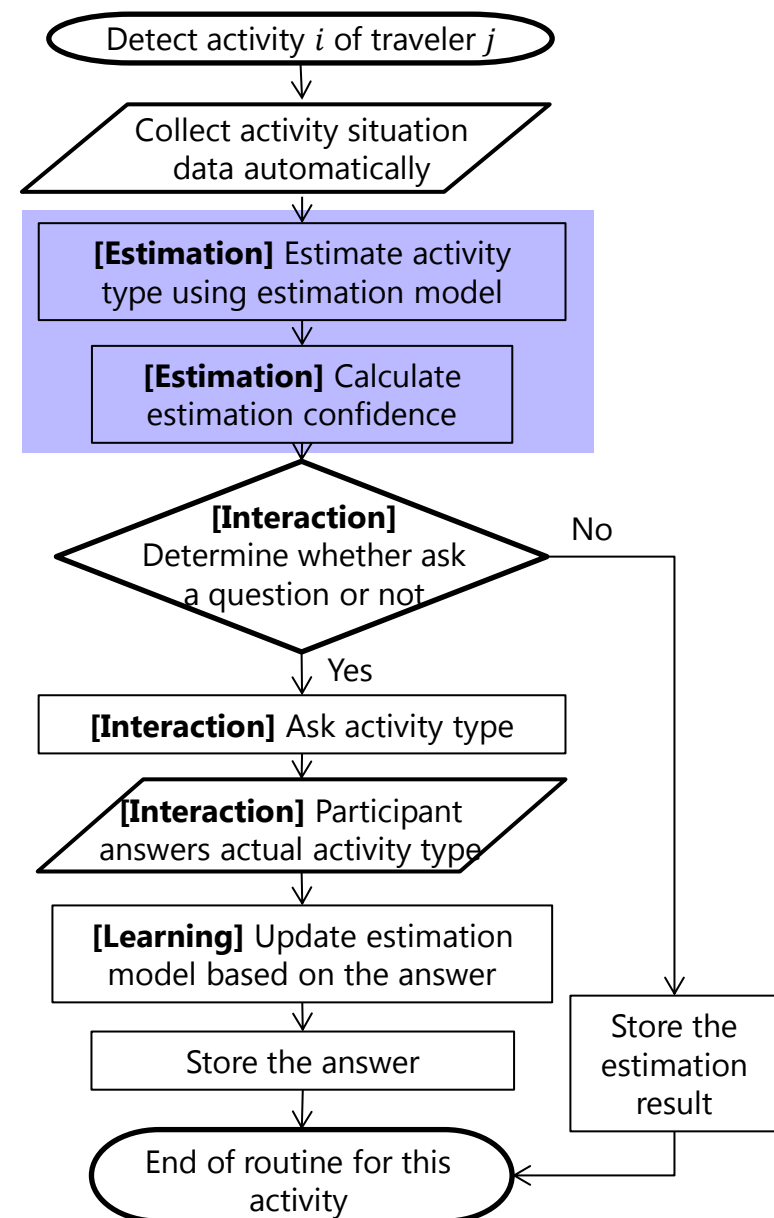 Detect activity i of traveler j
Collect activity situation
data automatically
[Estimation] Estimate activity
type using estimation model
[Estimation] Calculate
estimation confidence
[Interaction]
Determine whether ask
a question or not
No
Yes
[Interaction] Ask activity type
[Interaction] Participant
answers actual activity type
[Learning] Update estimation
model based on the answer
Store the answer
Store the
estimation
result
End of routine for this
activity